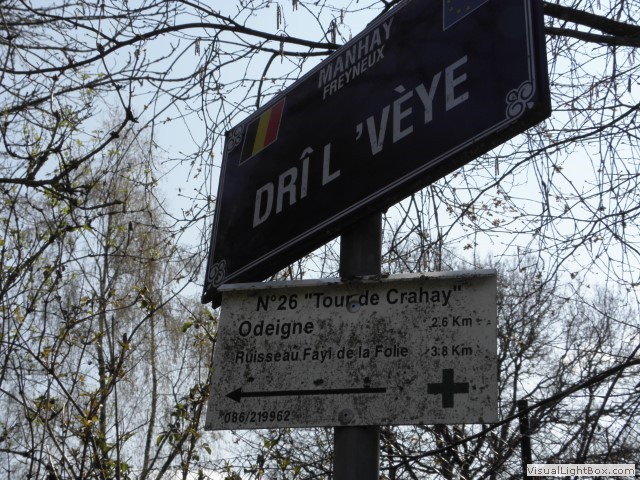 MANHAY
FREYNEUX
DRÎ L 'VÈYE
N°26 "Tour de Crahay"
Odeigne 2.6 Km
Ruisseau Fayi de la Folie 3.8 Km
086/219962
VisualLightBox.com